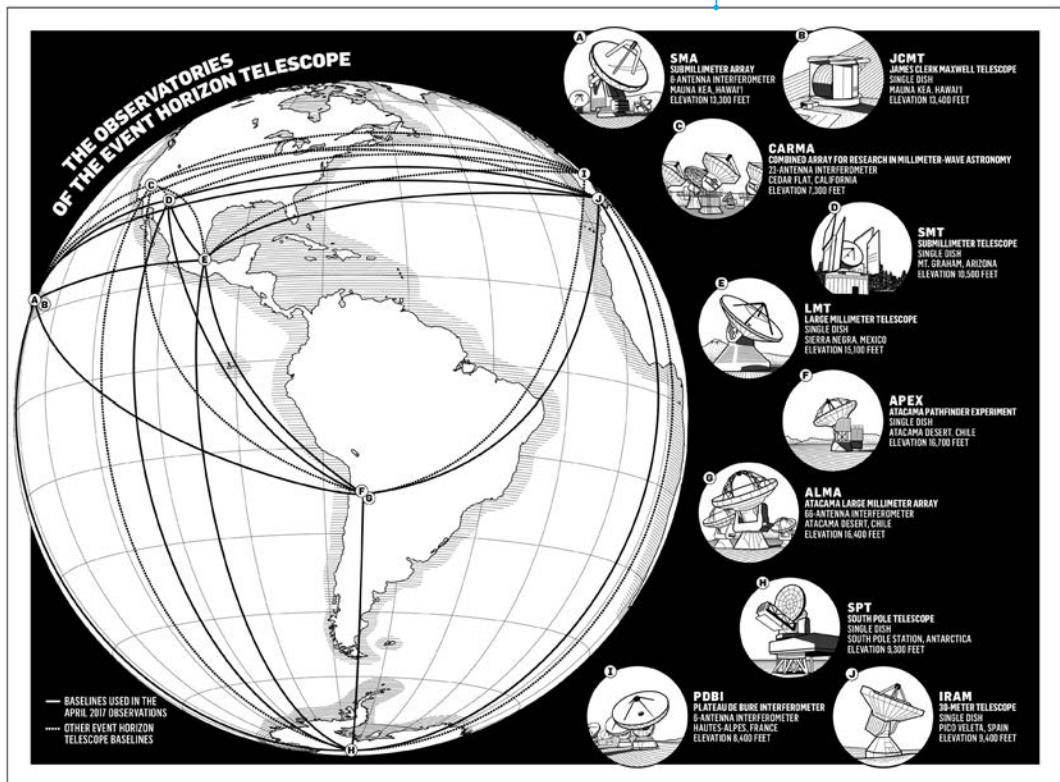 THE OBSERVATORIES
OF THE EVENT HORIZON TELESCOPE
A
SMA
SUBMILLIMETER ARRAY
6-ANTENNA INTERFEROMETER
MAUNA KEA, HAWAI'I
ELEVATION 13,300 FEET
B
JCMT
JAMES CLERK MAXWELL TELESCOPE
SINGLE DISH
MAUNA KEA, HAWAI'I
ELEVATION 13,400 FEET
C
CARMA
COMBINED ARRAY FOR RESEARCH IN MILLIMETER-WAVE ASTRONOMY
23-ANTENNA INTERFEROMETER
CEDAR FLAT, CALIFORNIA
ELEVATION 7,300 FEET
D
SMT
SUBMILLIMETER TELESCOPE
SINGLE DISH
MT. GRAHAM, ARIZONA
ELEVATION 10,500 FEET
E
LMT
LARGE MILLIMETER TELESCOPE
SINGLE DISH
SIERRA NEGRA, MEXICO
ELEVATION 15,100 FEET
F
APEX
ATACAMA PATHFINDER EXPERIMENT
SINGLE DISH
ATACAMA DESERT, CHILE
ELEVATION 16,700 FEET
G
ALMA
ATACAMA LARGE MILLIMETER ARRAY
66-ANTENNA INTERFEROMETER
ATACAMA DESERT, CHILE
ELEVATION 16,400 FEET
H
SPT
SOUTH POLE TELESCOPE
SINGLE DISH
SOUTH POLE STATION, ANTARCTICA
ELEVATION 9,300 FEET
I
PDBI
PLATEAU DE BURE INTERFEROMETER
6-ANTENNA INTERFEROMETER
HAUTES-ALPES, FRANCE
ELEVATION 8,400 FEET
J
IRAM
30-METER TELESCOPE
SINGLE DISH
PICO VELETA, SPAIN
ELEVATION 9,400 FEET
C
D
E
A B
I
J
F
G
H
BASELINES USED IN THE
APRIL 2017 OBSERVATIONS
OTHER EVENT HORIZON
TELESCOPE BASELINES